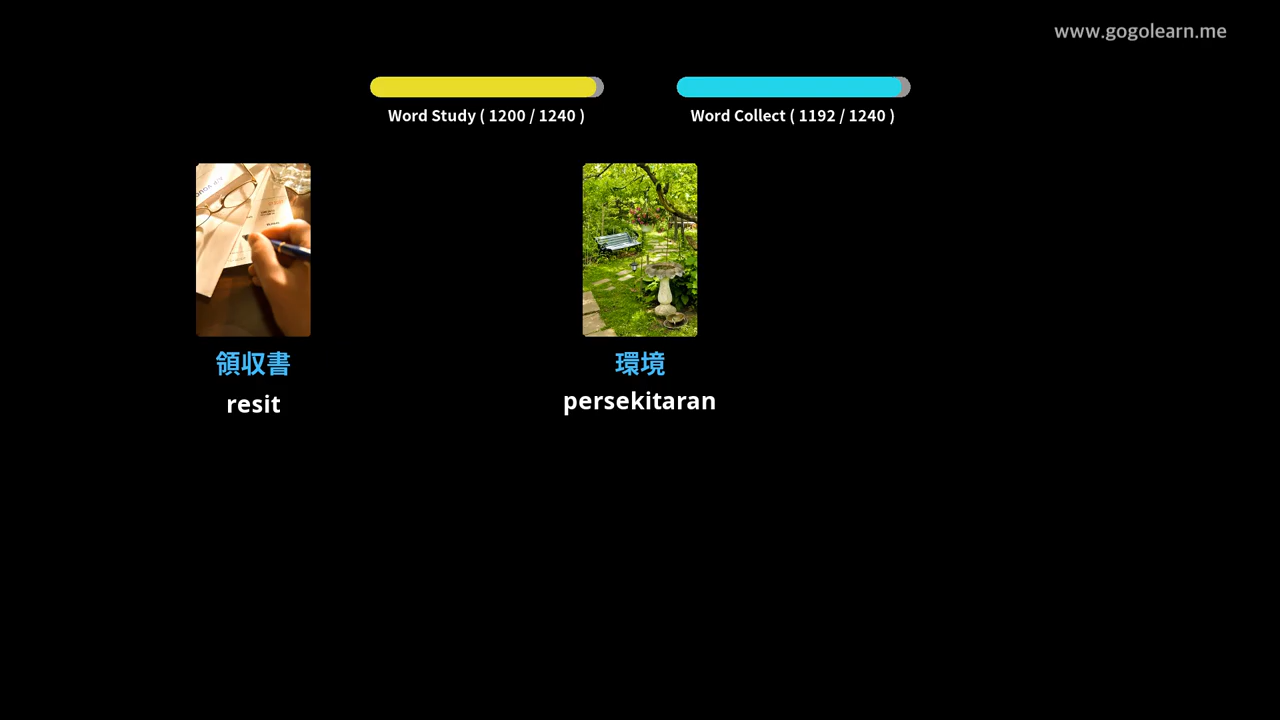 www.gogolearn.me
Word Study ( 1200 / 1240 )
Word Collect ( 1192 / 1240 )
領収書
resit
環境
persekitaran